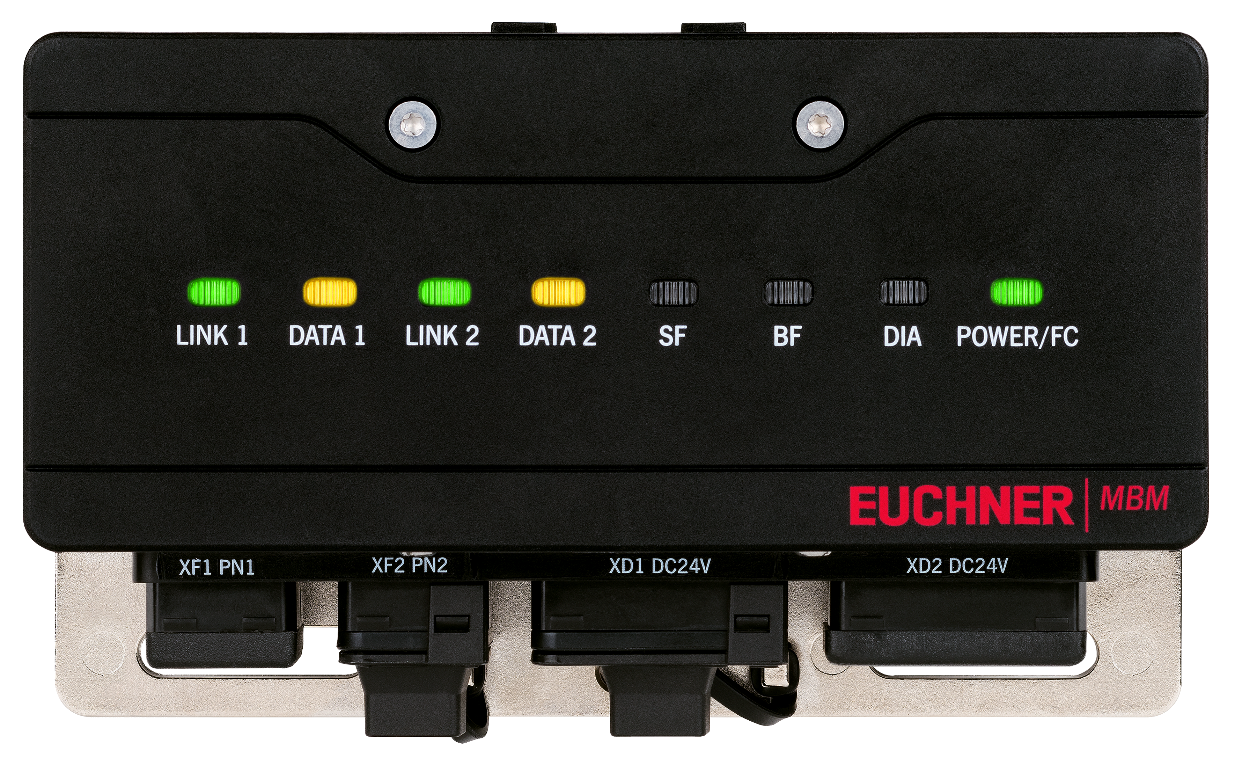 LINK 1 DATA 1 LINK 2 DATA 2 SF BF DIA POWER/FC
EUCHNER MBM
XF1 PN1 XF2 PN2 XD1 DC24V XD2 DC24V